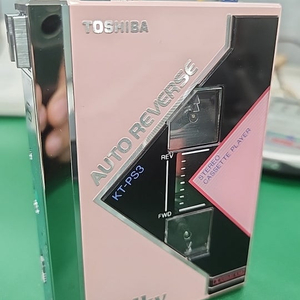 TOSHIBA
AUTO REVERSE
KT-PS3
REV
FWD
STEREO
CASSETTE PLAYER